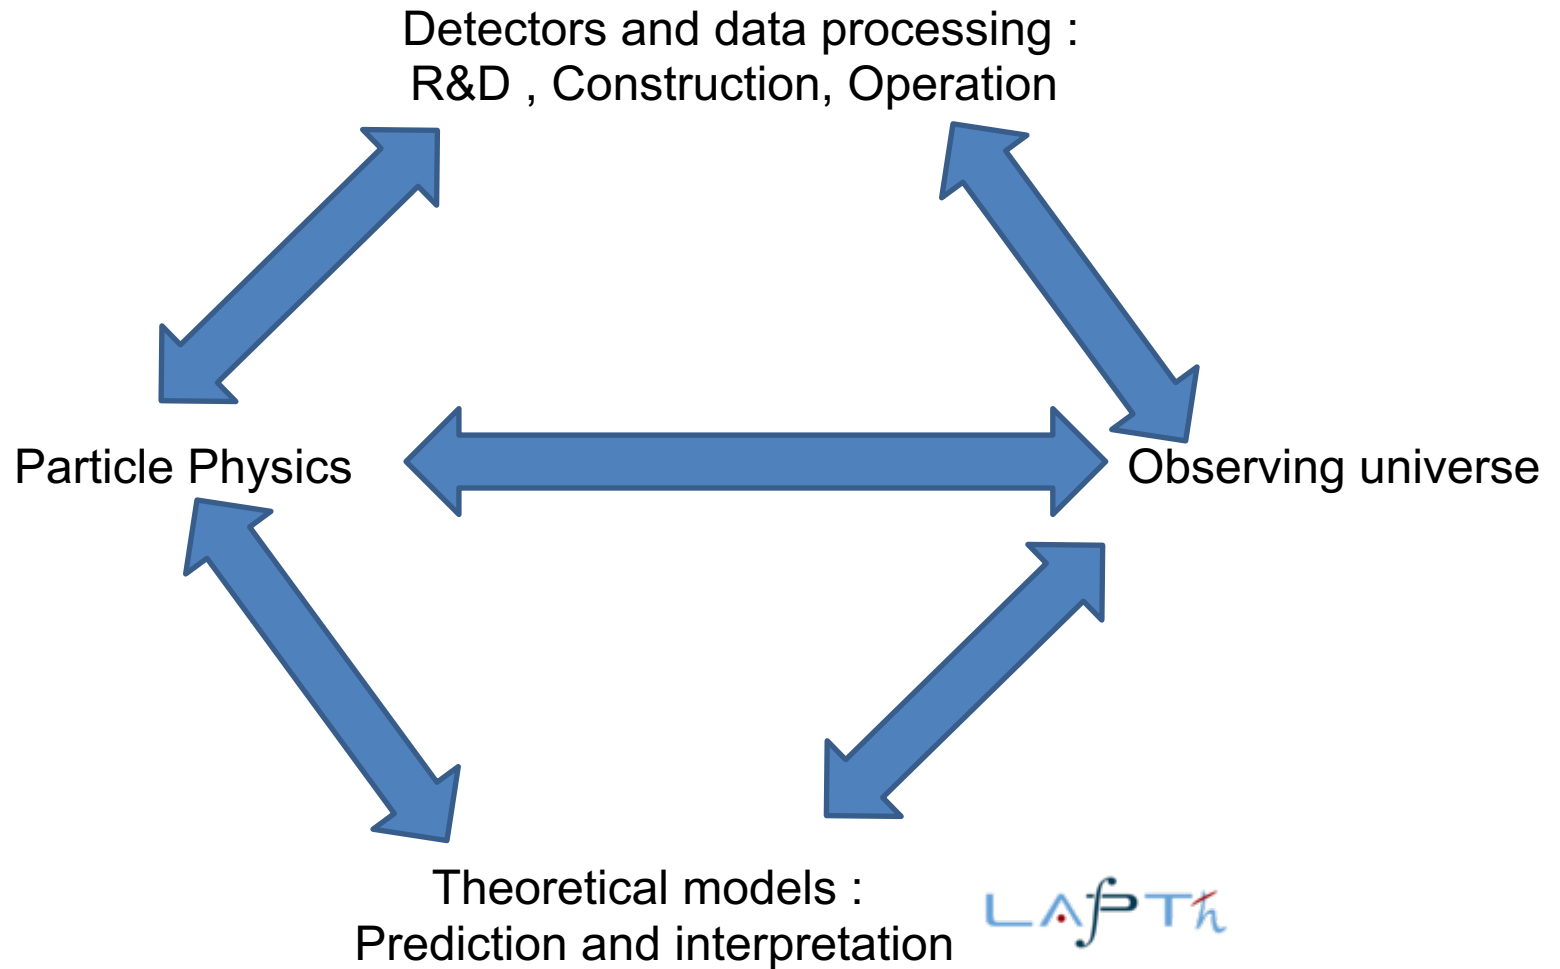 Detectors and data processing :
R&D , Construction, Operation
Particle Physics
Observing universe
Theoretical models :
Prediction and interpretation
LAPTh